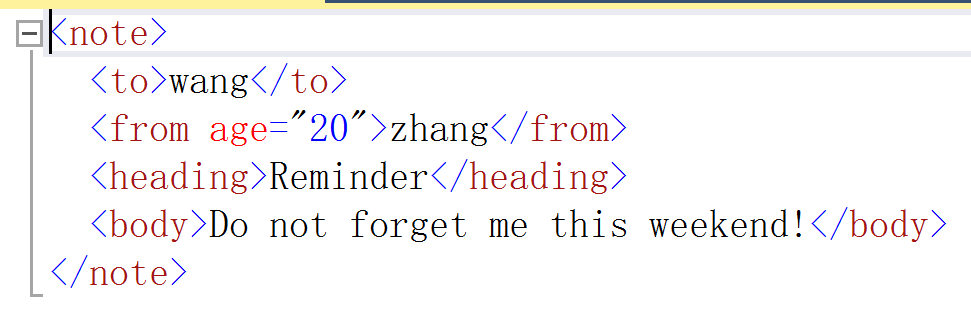 <note>
<to>wang</to>
<from age="20">zhang</from>
<heading>Reminder</heading>
<body>Do not forget me this weekend!</body>
</note>